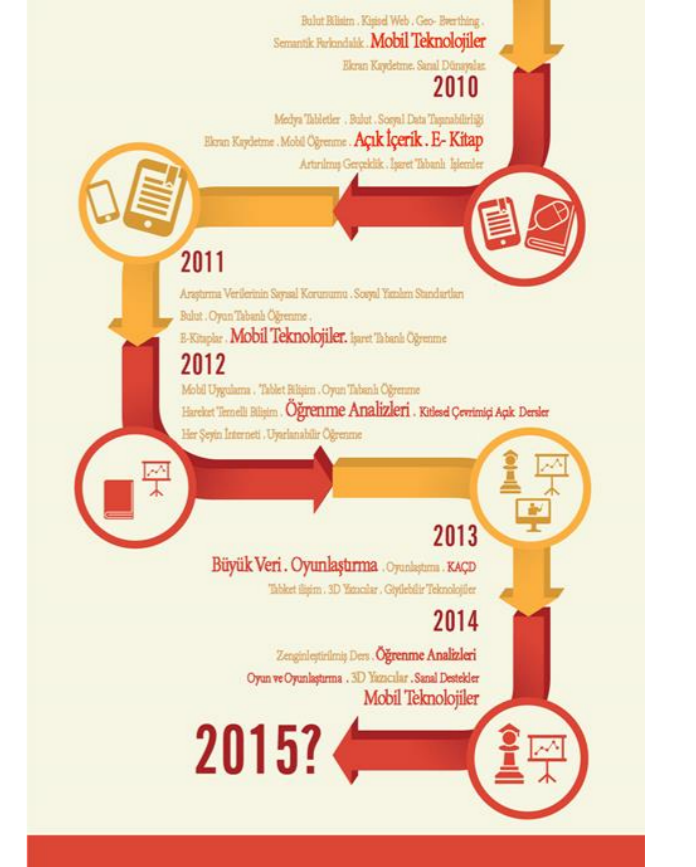 Bulut Bilisim . Kişisel Web . Geo- Everthing .
Semantik Farkındalık . Mobil Teknolojiler
Ekran Kaydetme. Sanal Dünyalar.
2010
Medya Tabletler . Bulut . Sosyal Data Taşınabilirliği
Ekran Kaydetme . Mobil Öğrenme . Açık İçerik . E- Kitap
Artırılmış Gerçeklik . İşaret Tabanlı İşlemler
2011
Araştırma Verilerinin Sayısal Korunumu . Sosyal Yazılım Standartları
Bulut . Oyun Tabanlı Öğrenme .
E-Kitaplar . Mobil Teknolojiler. İşaret Tabanlı Öğrenme
2012
Mobil Uygulama . Tablet Bilişim . Oyun Tabanlı Öğrenme
Hareket Temelli Bilişim . Öğrenme Analizleri . Kitlesel Çevrimiçi Açık Dersler
Her Şeyin İnterneti . Uyarlanabilir Öğrenme
2013
Büyük Veri . Oyunlaştırma . Oyunlaştırma . KAÇD
Tabket ilişim . 3D Yazıcılar . Giyilebilir Teknolojiler
2014
Zenginleştirilmiş Ders . Öğrenme Analizleri
Oyun ve Oyunlaştırma . 3D Yazıcılar . Sanal Destekler
Mobil Teknolojiler
2015?